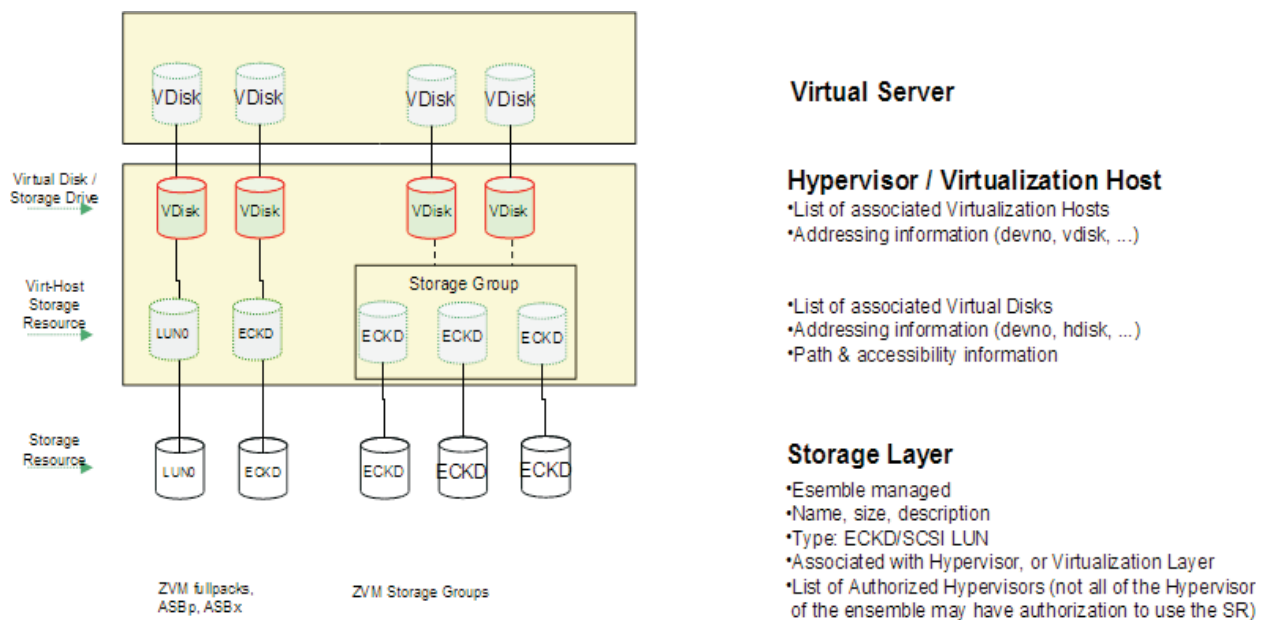 VDisk
VDisk
VDisk
VDisk
Virtual Server
Virtual Disk /
Storage Drive
VDisk
VDisk
VDisk
VDisk
Hypervisor / Virtualization Host
•List of associated Virtualization Hosts
•Addressing information (devno, vdisk, ...)
Virt-Host
Storage
Resource
LUN0
ECKD
Storage Group
ECKD
ECKD
ECKD
•List of associated Virtual Disks
•Addressing information (devno, hdisk, ...)
•Path & accessibility information
Storage
Resource
LUN0
ECKD
ECKD
ECKD
ECKD
Storage Layer
•Esemble managed
•Name, size, description
•Type: ECKD/SCSI LUN
•Associated with Hypervisor, or Virtualization Layer
•List of Authorized Hypervisors (not all of the Hypervisor
of the ensemble may have authorization to use the SR)
ZVM fullpacks,
ASBp, ASBx
ZVM Storage Groups